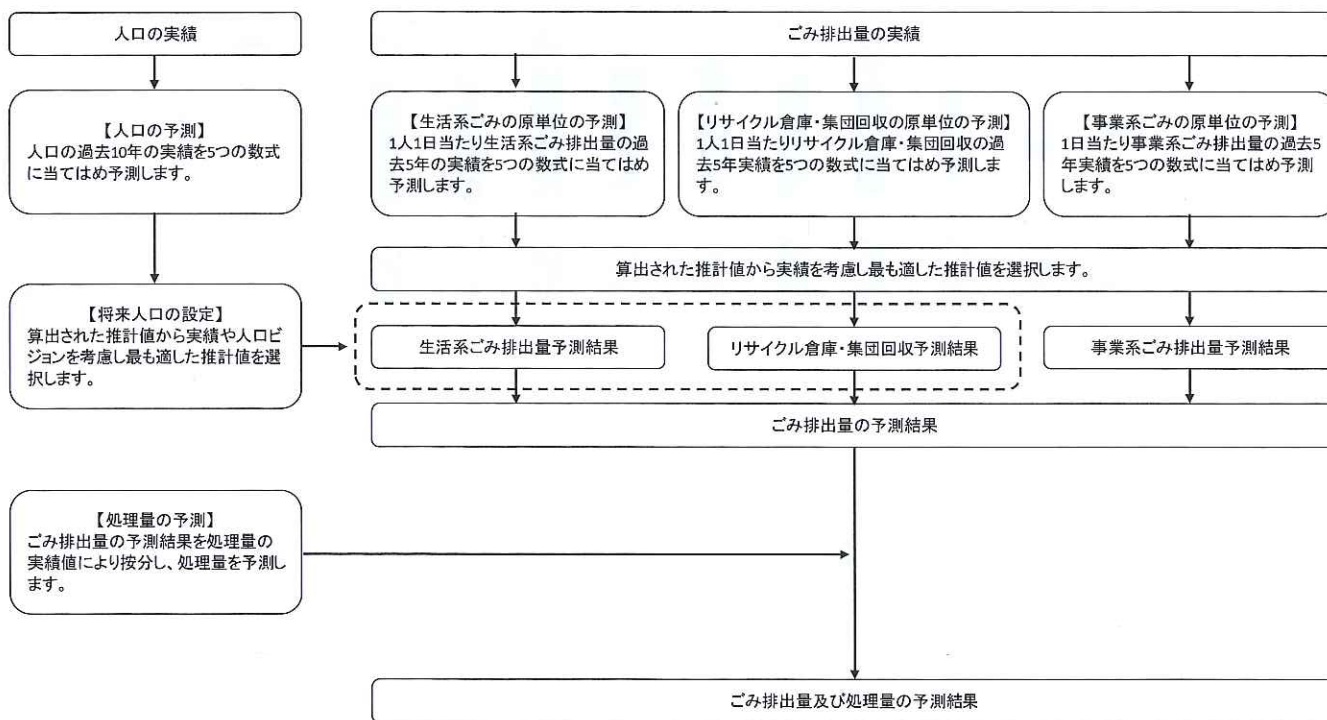 人口の実績
ごみ排出量の実績
【人口の予測】
人口の過去10年の実績を5つの数式
に当てはめ予測します。
【生活系ごみの原単位の予測】
1人1日当たり生活系ごみ排出量の過
去5年の実績を5つの数式に当てはめ
予測します。
【リサイクル倉庫・集団回収の原単位の予測】
1人1日当たりリサイクル倉庫・集団回収の過
去5年実績を5つの数式に当てはめ予測しま
す。
【事業系ごみの原単位の予測】
1日当たり事業系ごみ排出量の過去5
年実績を5つの数式に当てはめ予測
します。
算出された推計値から実績を考慮し最も適した推計値を選択します。
【将来人口の設定】
算出された推計値から実績や人口ビ
ジョンを考慮し最も適した推計値を選
択します。
生活系ごみ排出量予測結果
リサイクル倉庫・集団回収予測結果
事業系ごみ排出量予測結果
ごみ排出量の予測結果
【処理量の予測】
ごみ排出量の予測結果を処理量の
実績値により按分し、処理量を予測し
ます。
ごみ排出量及び処理量の予測結果